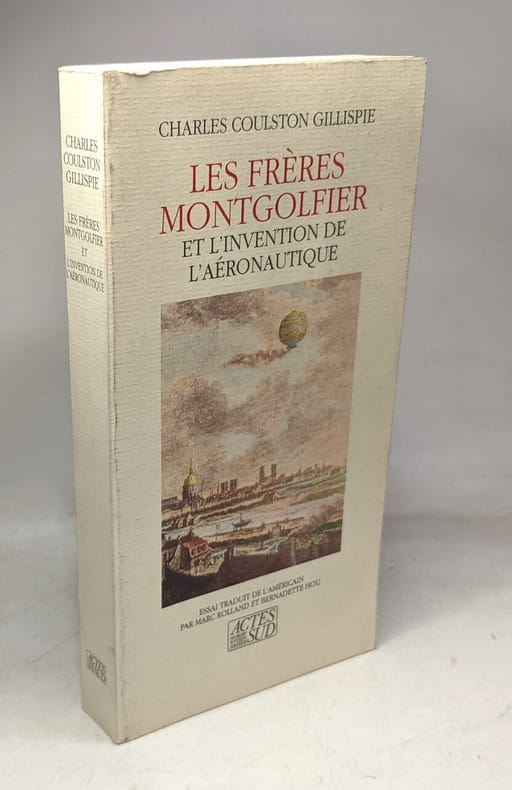 CHARLES
COULSTON
GILLISPIE
LES FRÈRES
MONTGOLFIER
ET
L'INVENTION DE
L'AÉRONAUTIQUE
CHARLES COULSTON GILLISPIE
LES FRÈRES
MONTGOLFIER
ET L'INVENTION DE
L'AÉRONAUTIQUE
ESSAI TRADUIT DE L'AMÉRICAIN
PAR MARC ROLLAND ET BERNADETTE HOU
ACTES
SUD